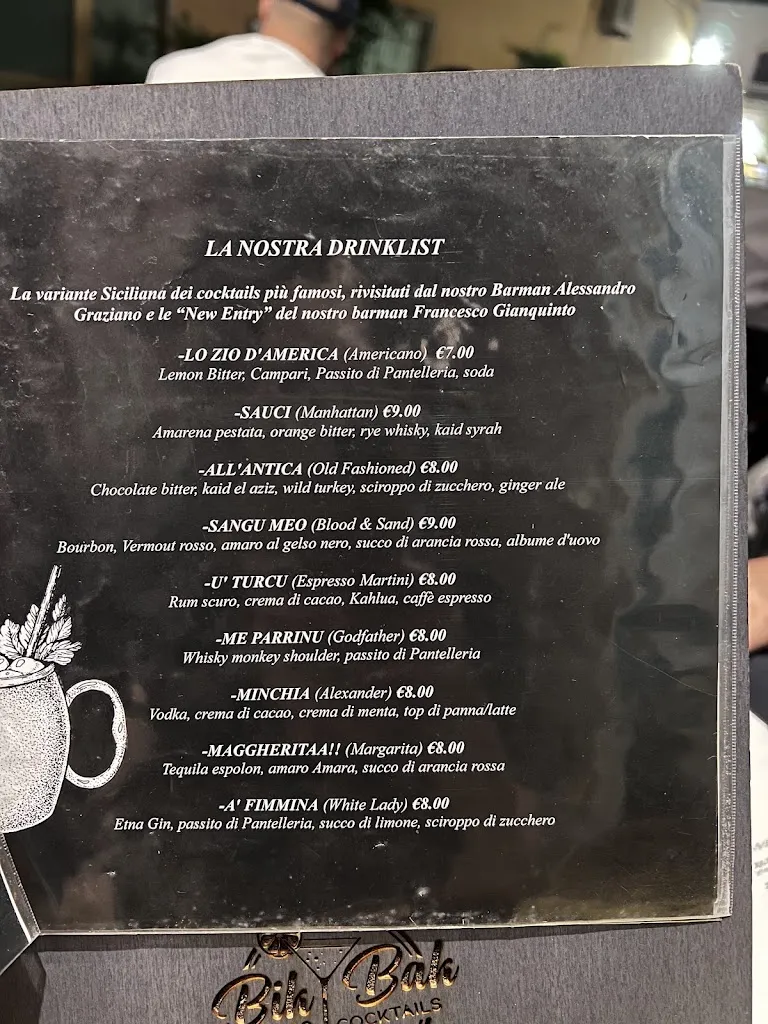 LA NOSTRA DRINKLIST
La variante Siciliana dei cocktails più famosi, rivisitati dal nostro Barman Alessandro
Graziano e le “New Entry” del nostro barman Francesco Gianquinto
-LO ZIO D'AMERICA (Americano) €7.00
Lemon Bitter, Campari, Passito di Pantelleria, soda
-SAUCI (Manhattan) €9.00
Amarena pestata, orange bitter, rye whisky, kaid syrah
-ALL'ANTICA (Old Fashioned) €8.00
Chocolate bitter, kaid el aziz, wild turkey, sciroppo di zucchero, ginger ale
-SANGU MEO (Blood & Sand) €9.00
Bourbon, Vermout rosso, amaro al gelso nero, succo di arancia rossa, albume d'uovo
-U' TURCU (Espresso Martini) €8.00
Rum scuro, crema di cacao, Kahlua, caffè espresso
-ME PARRINU (Godfather) €8.00
Whisky monkey shoulder, passito di Pantelleria
-MINCHIA (Alexander) €8.00
Vodka, crema di cacao, crema di menta, top di panna/latte
-MAGGHERITAA!! (Margarita) €8.00
Tequila espolon, amaro Amara, succo di arancia rossa
-A' FIMMINA (White Lady) €8.00
Etna Gin, passito di Pantelleria, succo di limone, sciroppo di zucchero
Bik Bak
COCKTAILS